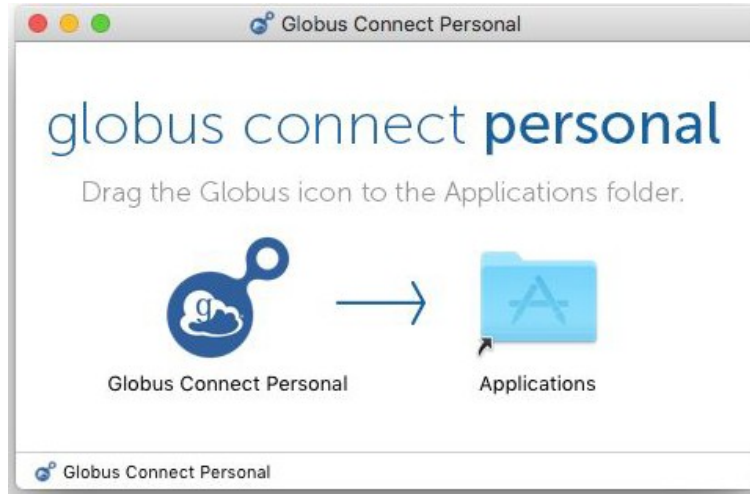 Globus Connect Personal
globus connect personal
Drag the Globus icon to the Applications folder.
g
Globus Connect Personal
Applications
Globus Connect Personal